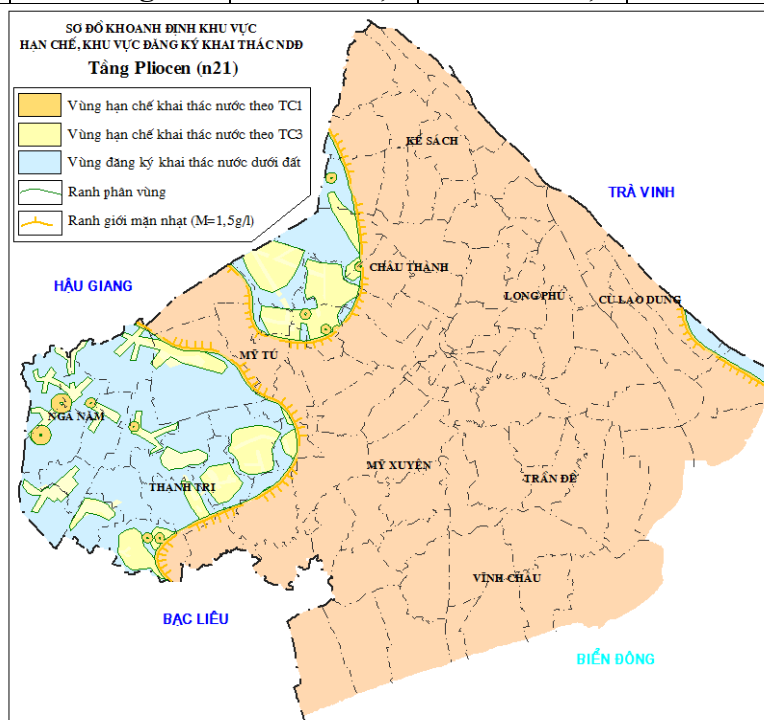 SƠ ĐỒ KHOANH ĐỊNH KHU VỰC
HẠN CHẾ, KHU VỰC ĐĂNG KÝ KHAI THÁC NDĐ
Tầng Pliocen (n21)
Vùng hạn chế khai thác nước theo TC1
Vùng hạn chế khai thác nước theo TC3
Vùng đăng ký khai thác nước dưới đất
Ranh phân vùng
Ranh giới mặn nhạt (M=1,5g/l)
KẾ SÁCH
TRÀ VINH
CHÂU THÀNH
HẬU GIANG
LONG PHÚ
CÙ LAO DUNG
MỸ TÚ
NGÃ NĂM
MỸ XUYÊN
THẠNH TRỊ
TRẦN ĐỀ
VĨNH CHÂU
BẠC LIÊU
BIỂN ĐÔNG